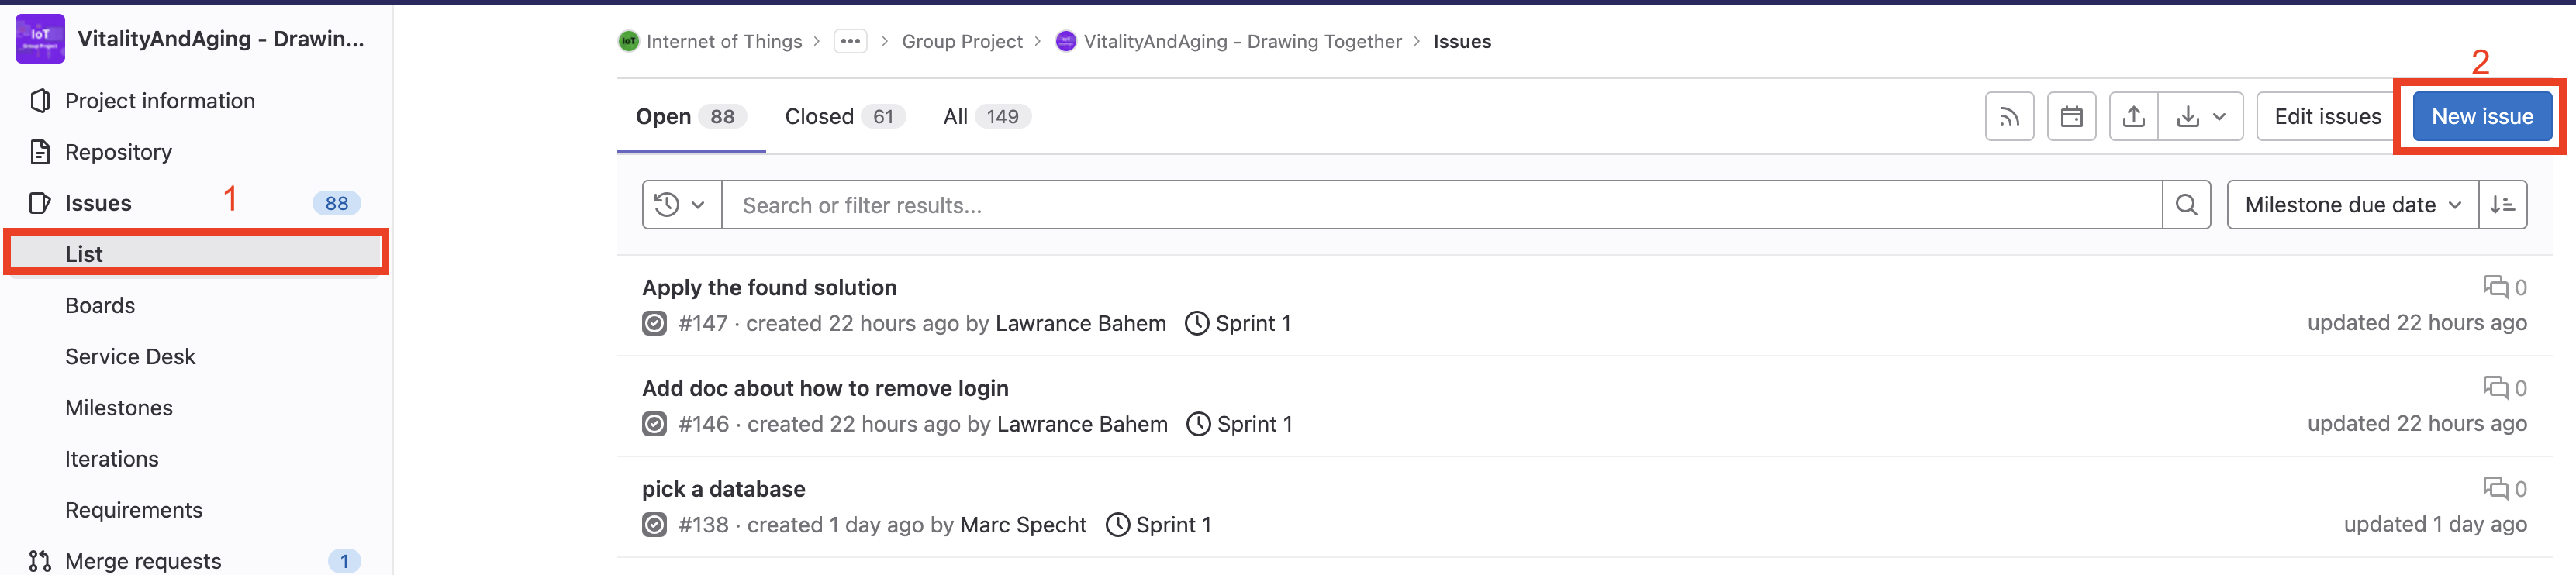 IoT
Group Project
VitalityAndAging - Drawin...
Project information
Repository
Issues 1 88
List
Boards
Service Desk
Milestones
Iterations
Requirements
Merge requests 1
IoT Internet of Things > ••• > Group Project > VitalityAndAging - Drawing Together > Issues
2
Open 88 Closed 61 All 149 Edit issues New issue
Search or filter results... Milestone due date
Apply the found solution 0
#147 · created 22 hours ago by Lawrance Bahem Sprint 1 updated 22 hours ago
Add doc about how to remove login 0
#146 · created 22 hours ago by Lawrance Bahem Sprint 1 updated 22 hours ago
pick a database 0
#138 · created 1 day ago by Marc Specht Sprint 1 updated 1 day ago